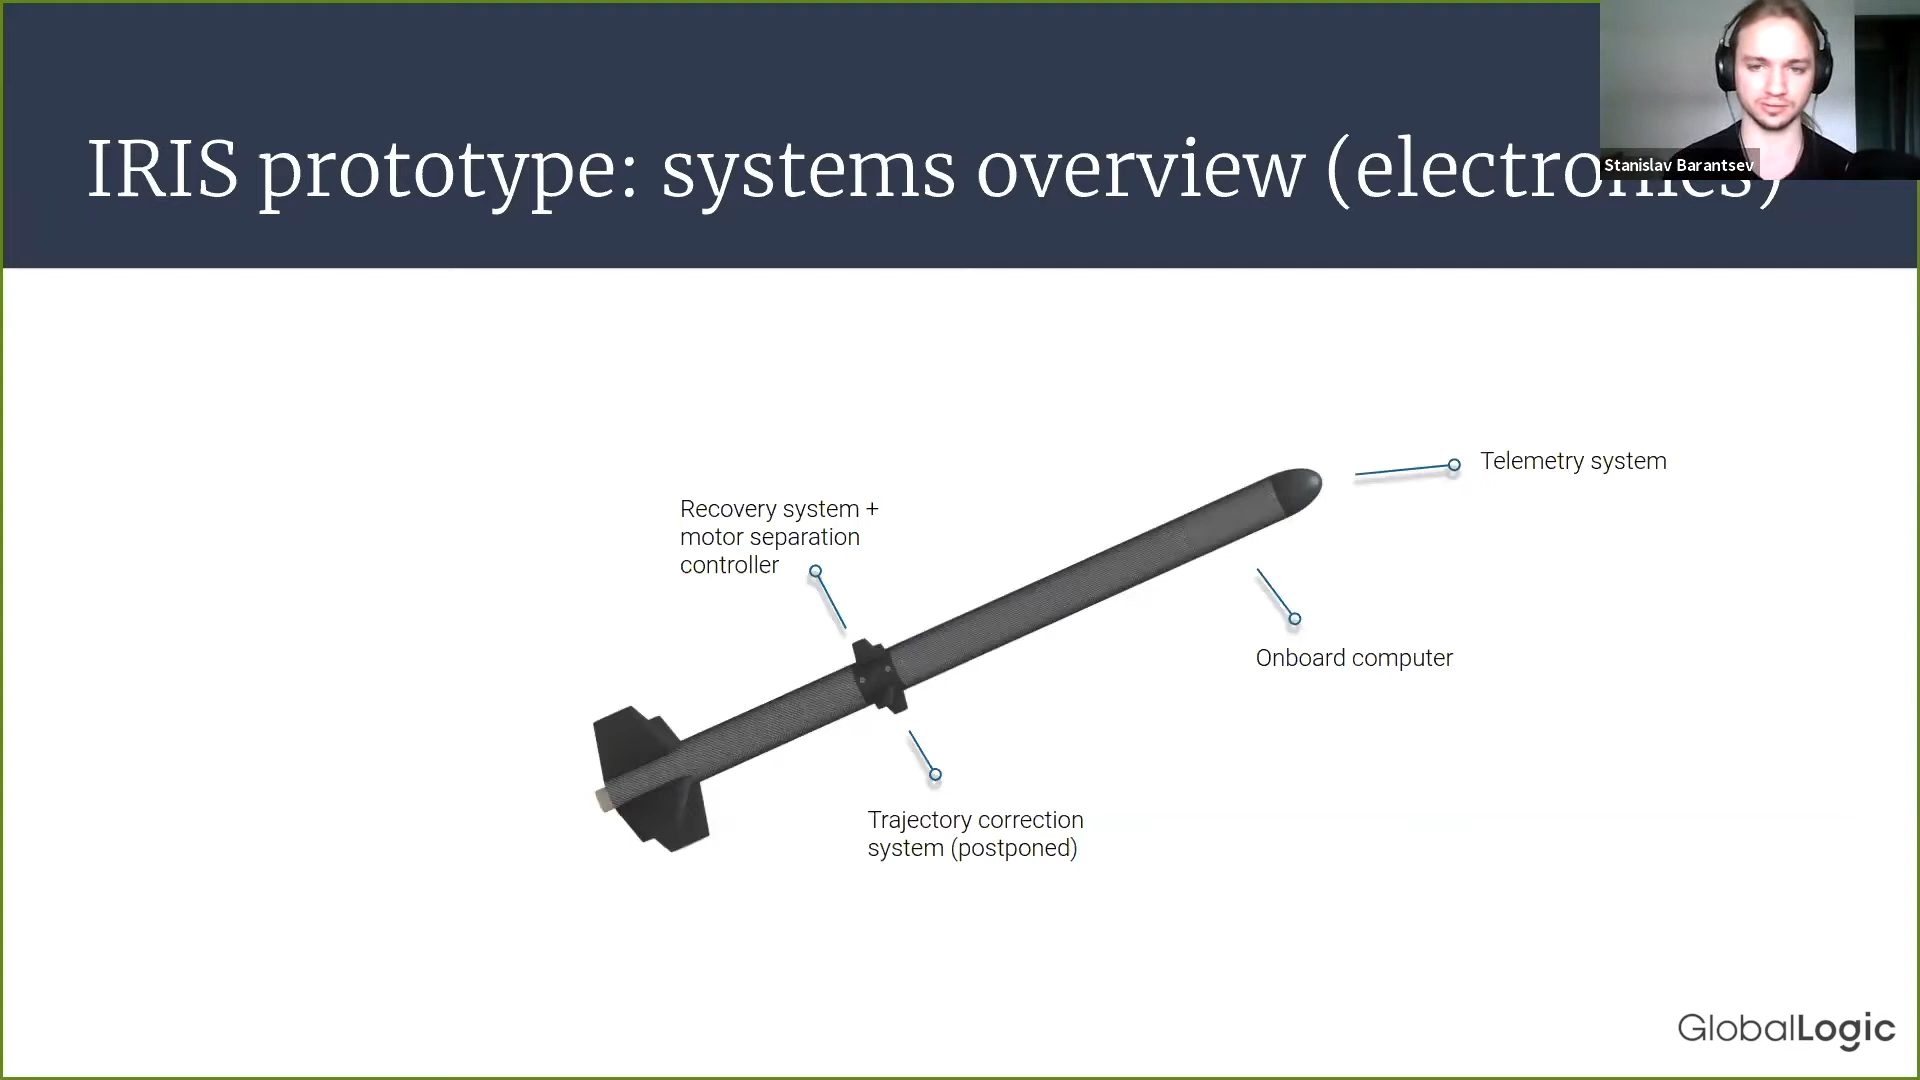 IRIS prototype: systems overview (electronics)
Stanislav Barantsev
Telemetry system
Recovery system +
motor separation
controller
Onboard computer
Trajectory correction
system (postponed)
GlobalLogic